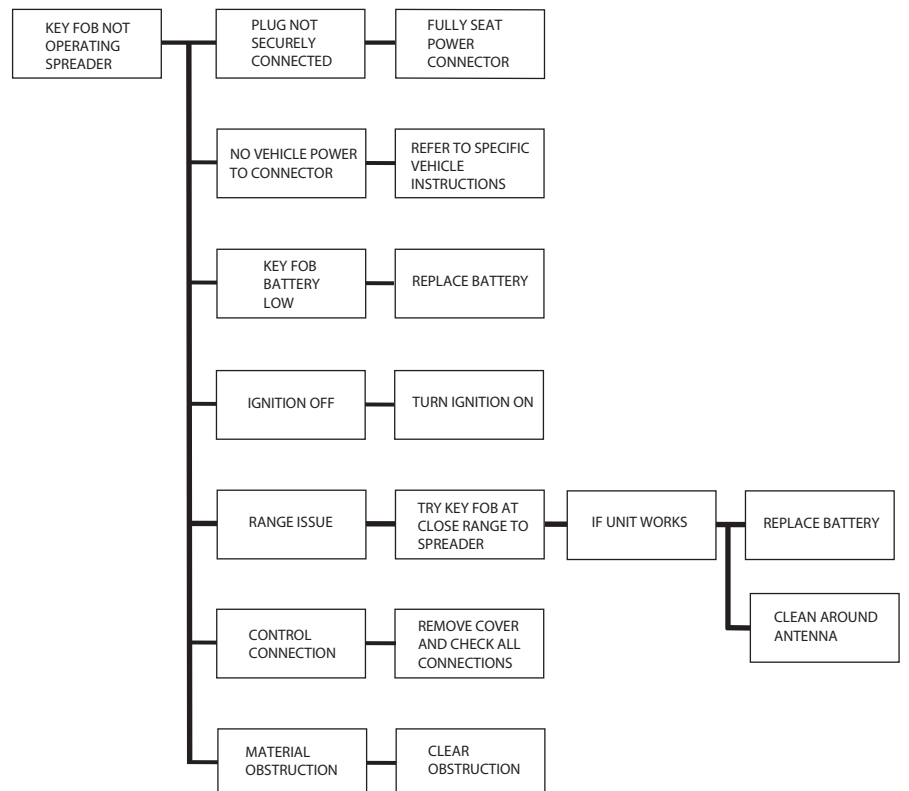 KEY FOB NOT
OPERATING
SPREADER
PLUG NOT
SECURELY
CONNECTED
FULLY SEAT
POWER
CONNECTOR
NO VEHICLE POWER
TO CONNECTOR
REFER TO SPECIFIC
VEHICLE
INSTRUCTIONS
KEY FOB
BATTERY
LOW
REPLACE BATTERY
IGNITION OFF
TURN IGNITION ON
RANGE ISSUE
TRY KEY FOB AT
CLOSE RANGE TO
SPREADER
IF UNIT WORKS
REPLACE BATTERY
CLEAN AROUND
ANTENNA
CONTROL
CONNECTION
REMOVE COVER
AND CHECK ALL
CONNECTIONS
MATERIAL
OBSTRUCTION
CLEAR
OBSTRUCTION